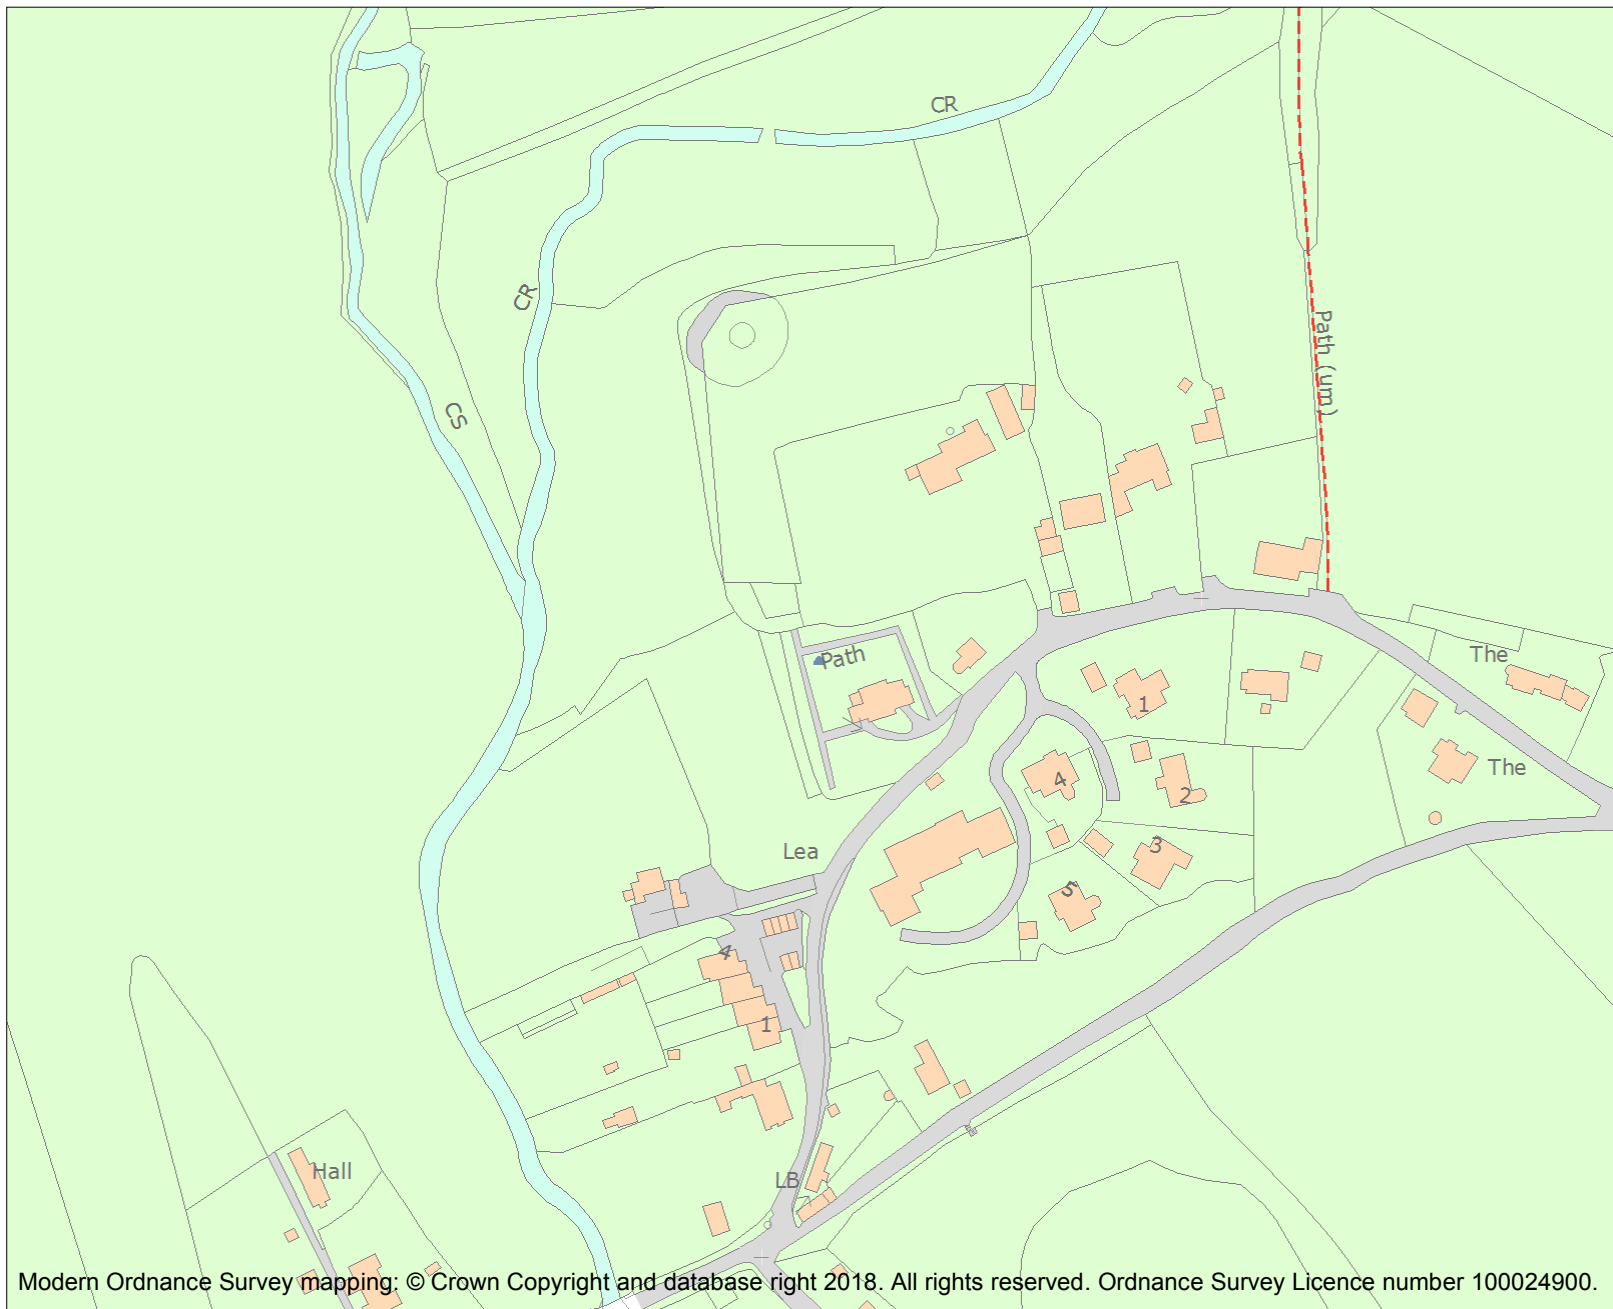 CR
CR
Path (um)
CS
Path
The
1
The
4
2
Lea
3
5
4
1
Hall
LB
Modern Ordnance Survey mapping: © Crown Copyright and database right 2018. All rights reserved. Ordnance Survey Licence number 100024900.